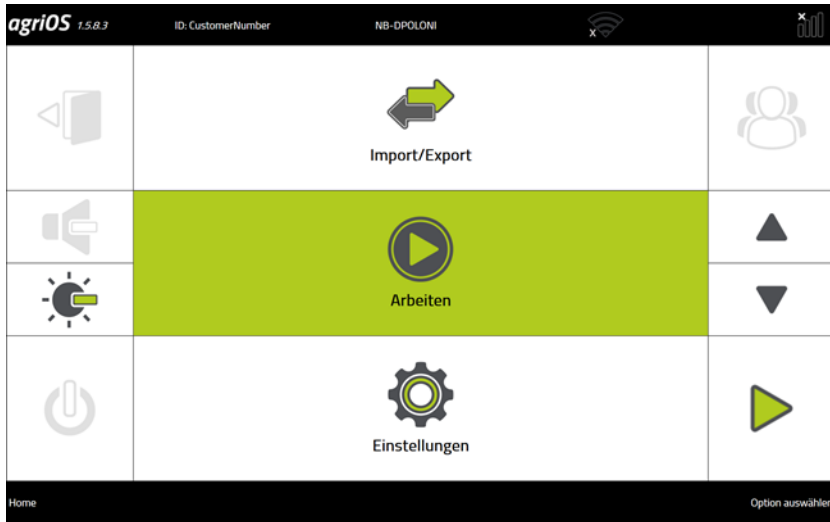 agriOS 1.5.8.3 ID: CustomerNumber NB-DPOLONI
Import/Export
Arbeiten
Einstellungen
Home Option auswähler